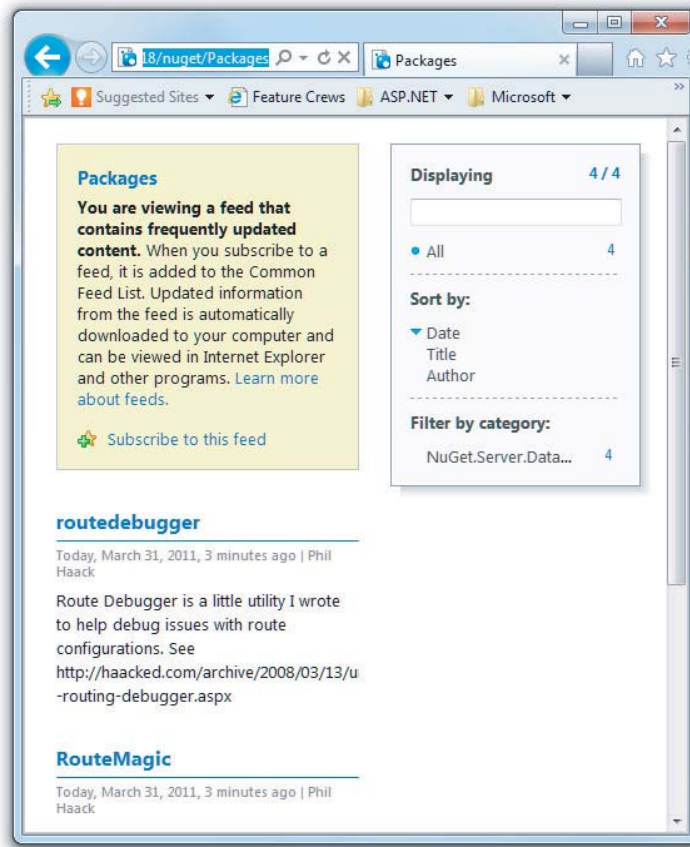 18/nuget/Packages
Packages
Suggested Sites
Feature Crews
ASP.NET
Microsoft
»
Packages
You are viewing a feed that
contains frequently updated
content. When you subscribe to a
feed, it is added to the Common
Feed List. Updated information
from the feed is automatically
downloaded to your computer and
can be viewed in Internet Explorer
and other programs. Learn more
about feeds.
Subscribe to this feed
Displaying 4 / 4
All 4
Sort by:
Date
Title
Author
Filter by category:
NuGet.Server.Data... 4
routedebugger
Today, March 31, 2011, 3 minutes ago | Phil
Haack
Route Debugger is a little utility I wrote
to help debug issues with route
configurations. See
http://haacked.com/archive/2008/03/13/u
-routing-debugger.aspx
RouteMagic
Today, March 31, 2011, 3 minutes ago | Phil
Haack